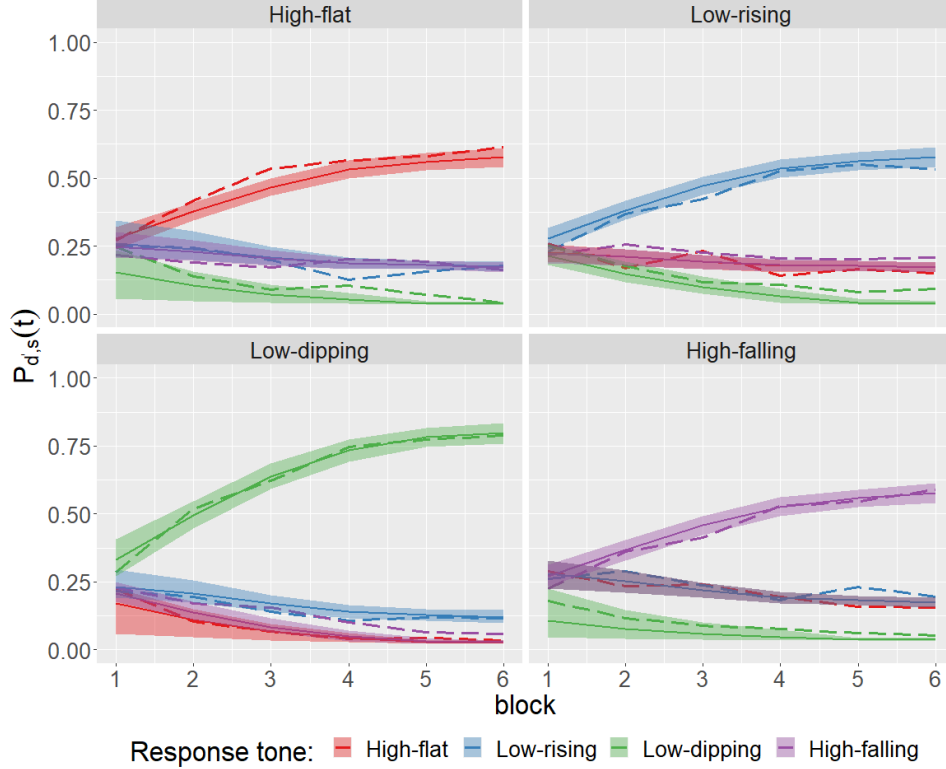 High-flat Low-rising
1.00
0.75
0.50
0.25
0.00
Low-dipping High-falling
1.00
0.75
0.50
0.25
0.00
P_{d',s}(t)
1 2 3 4 5 6 1 2 3 4 5 6
block
Response tone: High-flat Low-rising Low-dipping High-falling